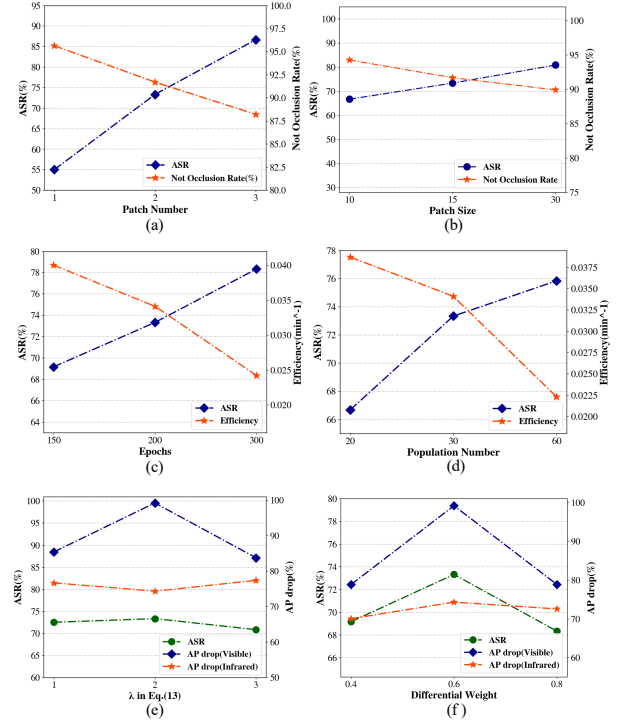 95
90
85
80
75
70
65
60
55
50
ASR(%)
100.0
97.5
95.0
92.5
90.0
87.5
85.0
82.5
80.0
Not Occlusion Rate(%)
ASR
Not Occlusion Rate(%)
1 2 3
Patch Number
(a)
100
90
80
70
60
50
40
30
ASR(%)
100
95
90
85
80
75
Not Occlusion Rate(%)
ASR
Not Occlusion Rate
10 15 30
Patch Size
(b)
80
78
76
74
72
70
68
66
64
ASR(%)
0.040
0.035
0.030
0.025
0.020
Efficiency(min^-1)
ASR
Efficiency
150 200 300
Epochs
(c)
78
76
74
72
70
68
66
ASR(%)
0.0375
0.0350
0.0325
0.0300
0.0275
0.0250
0.0225
0.0200
Efficiency(min^-1)
ASR
Efficiency
20 30 60
Population Number
(d)
100
95
90
85
80
75
70
65
60
ASR(%)
100
90
80
70
60
50
AP drop(%)
ASR
AP drop(Visible)
AP drop(Infrared)
1 2 3
λ in Eq.(13)
(e)
80
78
76
74
72
70
68
66
ASR(%)
100
90
80
70
60
AP drop(%)
ASR
AP drop(Visible)
AP drop(Infrared)
0.4 0.6 0.8
Differential Weight
(f)